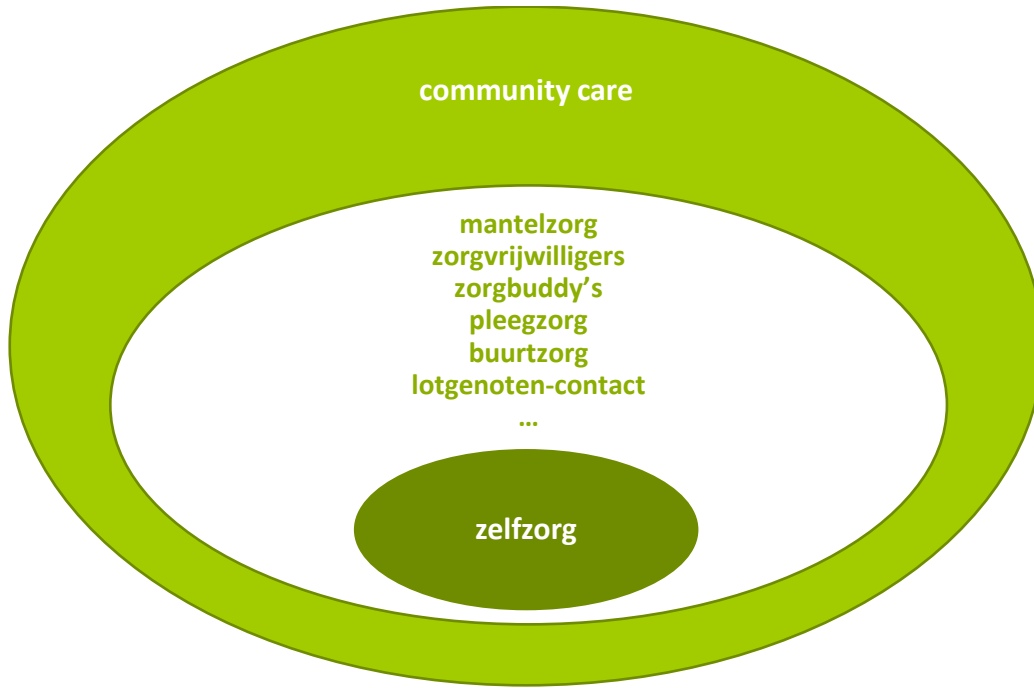 community care
mantelzorg
zorgvrijwilligers
zorgbuddy’s
pleegzorg
buurtzorg
lotgenoten-contact
…
zelfzorg